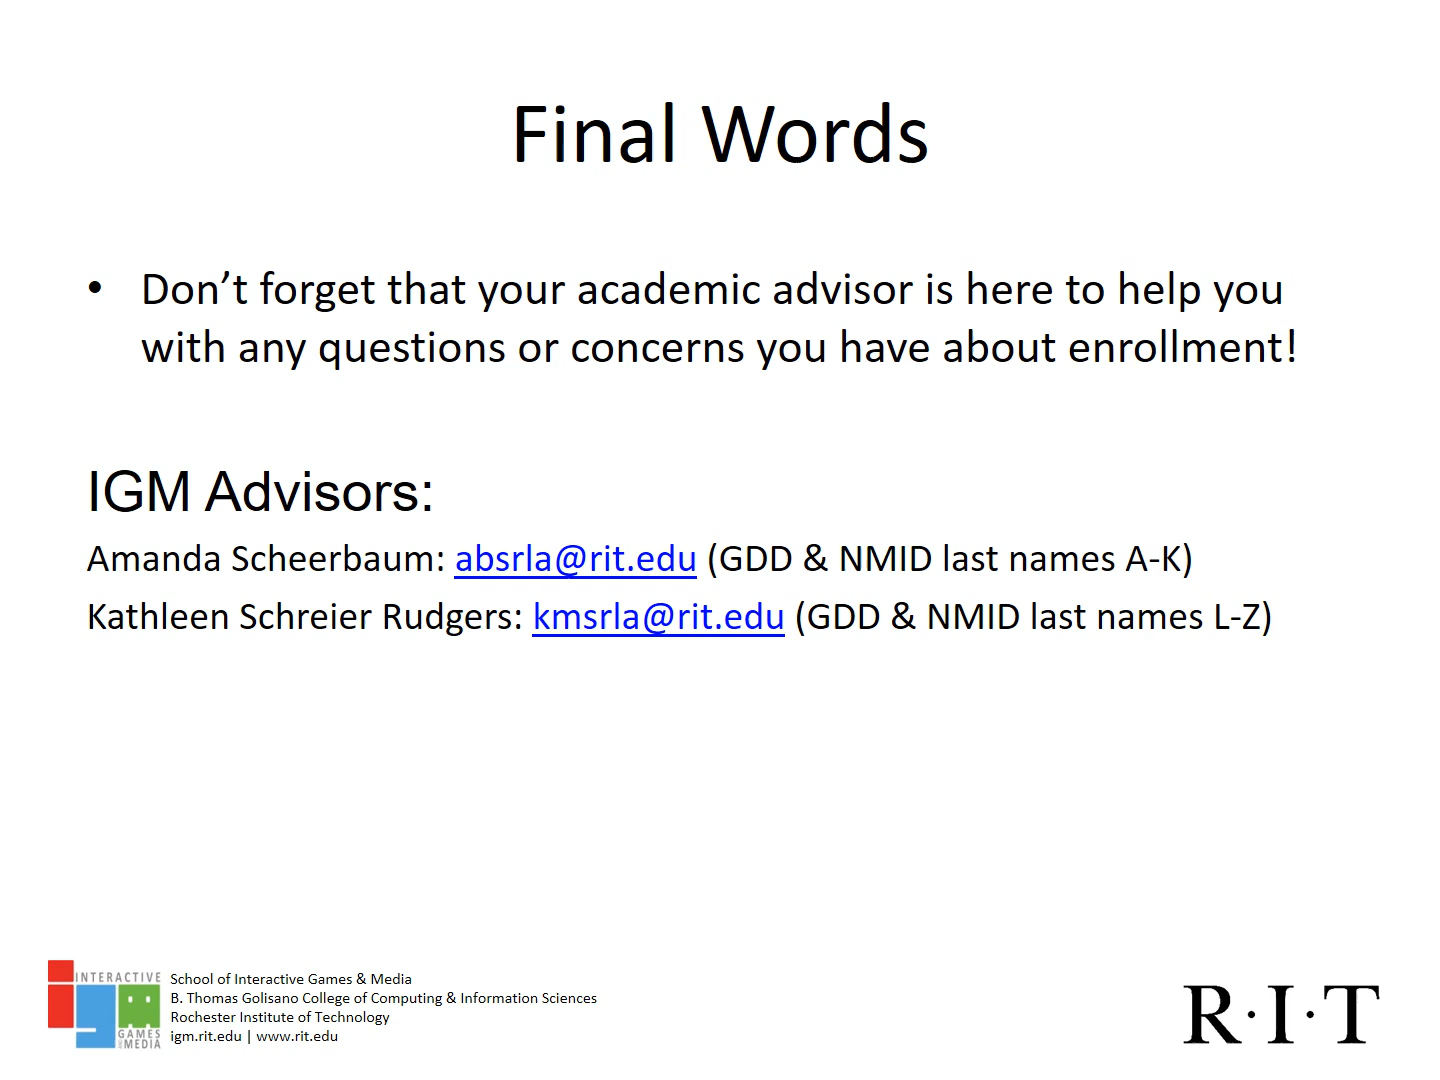 Final Words
• Don’t forget that your academic advisor is here to help you
with any questions or concerns you have about enrollment!
IGM Advisors:
Amanda Scheerbaum: absrla@rit.edu (GDD & NMID last names A-K)
Kathleen Schreier Rudgers: kmsrla@rit.edu (GDD & NMID last names L-Z)
INTERACTIVE
GAMES
MEDIA
School of Interactive Games & Media
B. Thomas Golisano College of Computing & Information Sciences
Rochester Institute of Technology
igm.rit.edu | www.rit.edu
R·I·T